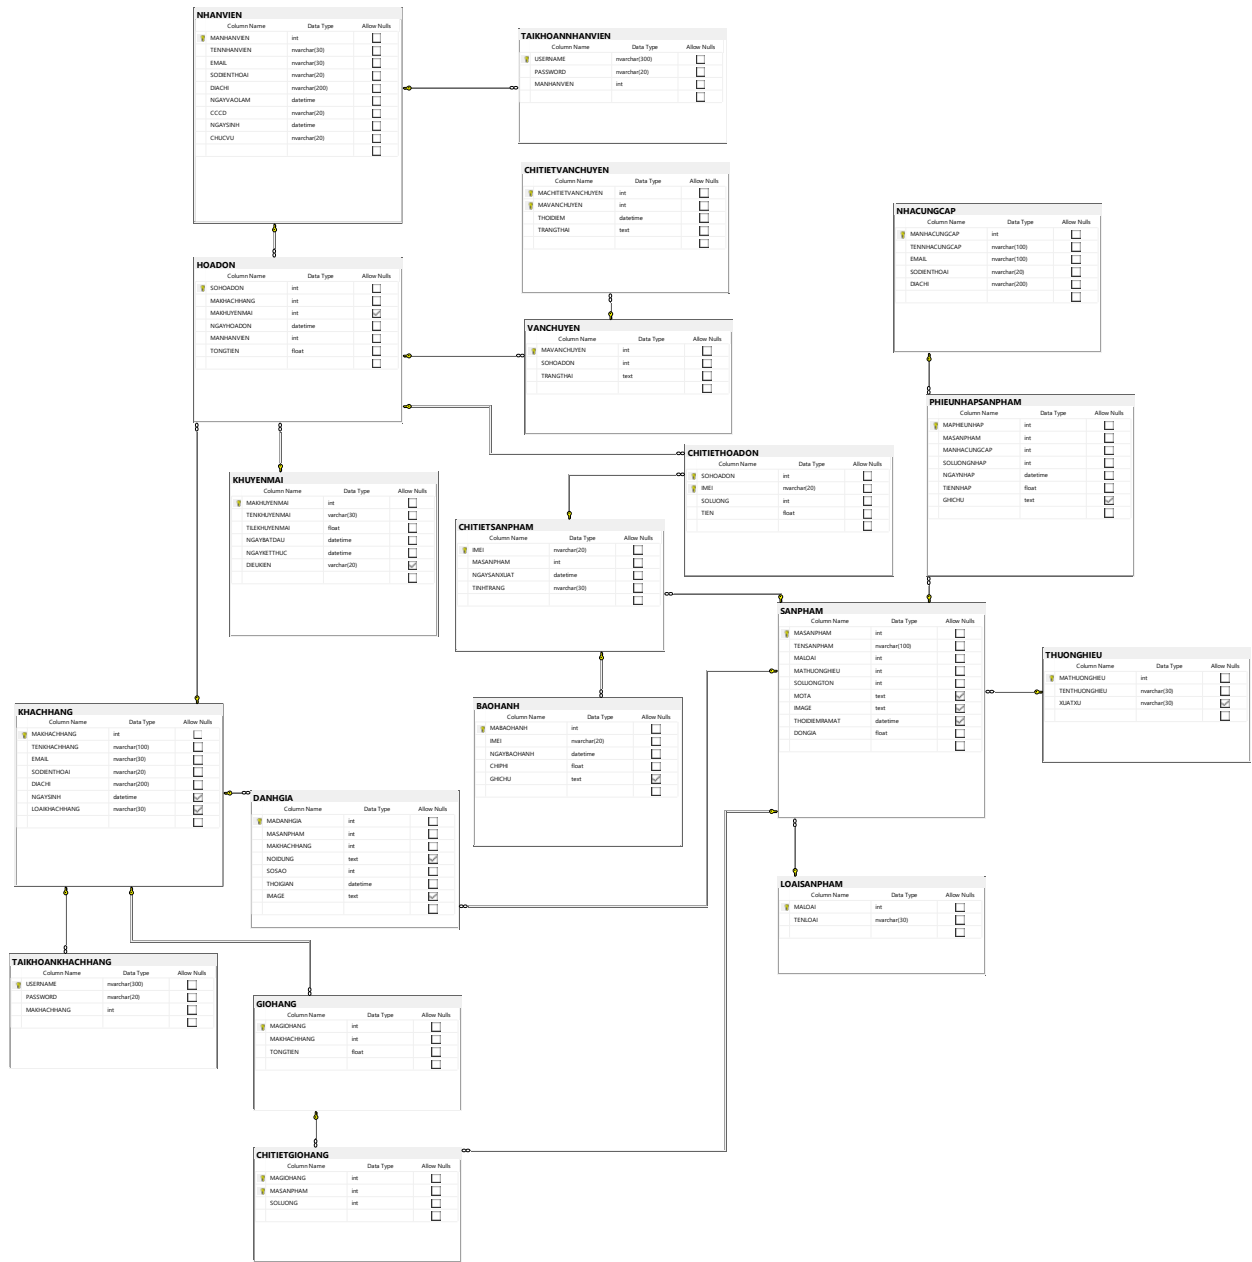 NHANVIEN
Column Name Data Type Allow Nulls
MANHANVIEN int
TENNHANVIEN nvarchar(30)
EMAIL nvarchar(30)
SODIENTHOAI nvarchar(20)
DIACHI nvarchar(200)
NGAYVAOLAM datetime
CCCD nvarchar(20)
NGAYSINH datetime
CHUCVU nvarchar(20)
TAIKHOANNHANVIEN
Column Name Data Type Allow Nulls
USERNAME nvarchar(300)
PASSWORD nvarchar(20)
MANHANVIEN int
CHITIETVANCHUYEN
Column Name Data Type Allow Nulls
MACHITIETVANCHUYEN int
MAVANCHUYEN int
THOIDIEM datetime
TRANGTHAI text
NHACUNGCAP
Column Name Data Type Allow Nulls
MANHACUNGCAP int
TENNHACUNGCAP nvarchar(100)
EMAIL nvarchar(100)
SODIENTHOAI nvarchar(20)
DIACHI nvarchar(200)
HOADON
Column Name Data Type Allow Nulls
SOHOADON int
MAKHACHHANG int
MAKHUYENMAI int
NGAYHOADON datetime
MANHANVIEN int
TONGTIEN float
VANCHUYEN
Column Name Data Type Allow Nulls
MAVANCHUYEN int
SOHOADON int
TRANGTHAI text
PHIEUNHAPSANPHAM
Column Name Data Type Allow Nulls
MAPHIEUNHAP int
MASANPHAM int
MANHACUNGCAP int
SOLUONGNHAP int
NGAYNHAP datetime
TIENNHAP float
GHICHU text
CHITIETHOADON
Column Name Data Type Allow Nulls
SOHOADON int
IMEI nvarchar(20)
SOLUONG int
TIEN float
KHUYENMAI
Column Name Data Type Allow Nulls
MAKHUYENMAI int
TENKHUYENMAI varchar(30)
TILEKHUYENMAI float
NGAYBATDAU datetime
NGAYKETTHUC datetime
DIEUKIEN varchar(20)
CHITIETSANPHAM
Column Name Data Type Allow Nulls
IMEI nvarchar(20)
MASANPHAM int
NGAYSANXUAT datetime
TINHTRANG nvarchar(30)
SANPHAM
Column Name Data Type Allow Nulls
MASANPHAM int
TENSANPHAM nvarchar(100)
MALOAI int
MATHUONGHIEU int
SOLUONGTON int
MOTA text
IMAGE text
THOIDIEMRAMAT datetime
DONGIA float
THUONGHIEU
Column Name Data Type Allow Nulls
MATHUONGHIEU int
TENTHUONGHIEU nvarchar(30)
XUATXU nvarchar(30)
KHACHHANG
Column Name Data Type Allow Nulls
MAKHACHHANG int
TENKHACHHANG nvarchar(100)
EMAIL nvarchar(30)
SODIENTHOAI nvarchar(20)
DIACHI nvarchar(200)
NGAYSINH datetime
LOAIKHACHHANG nvarchar(30)
BAOHANH
Column Name Data Type Allow Nulls
MABAOHANH int
IMEI nvarchar(20)
NGAYBAOHANH datetime
CHIPHI float
GHICHU text
DANHGIA
Column Name Data Type Allow Nulls
MADANHGIA int
MASANPHAM int
MAKHACHHANG int
NOIDUNG text
SOSAO int
THOIGIAN datetime
IMAGE text
LOAISANPHAM
Column Name Data Type Allow Nulls
MALOAI int
TENLOAI nvarchar(30)
TAIKHOANKHACHHANG
Column Name Data Type Allow Nulls
USERNAME nvarchar(300)
PASSWORD nvarchar(20)
MAKHACHHANG int
GIOHANG
Column Name Data Type Allow Nulls
MAGIOHANG int
MAKHACHHANG int
TONGTIEN float
CHITIETGIOHANG
Column Name Data Type Allow Nulls
MAGIOHANG int
MASANPHAM int
SOLUONG int